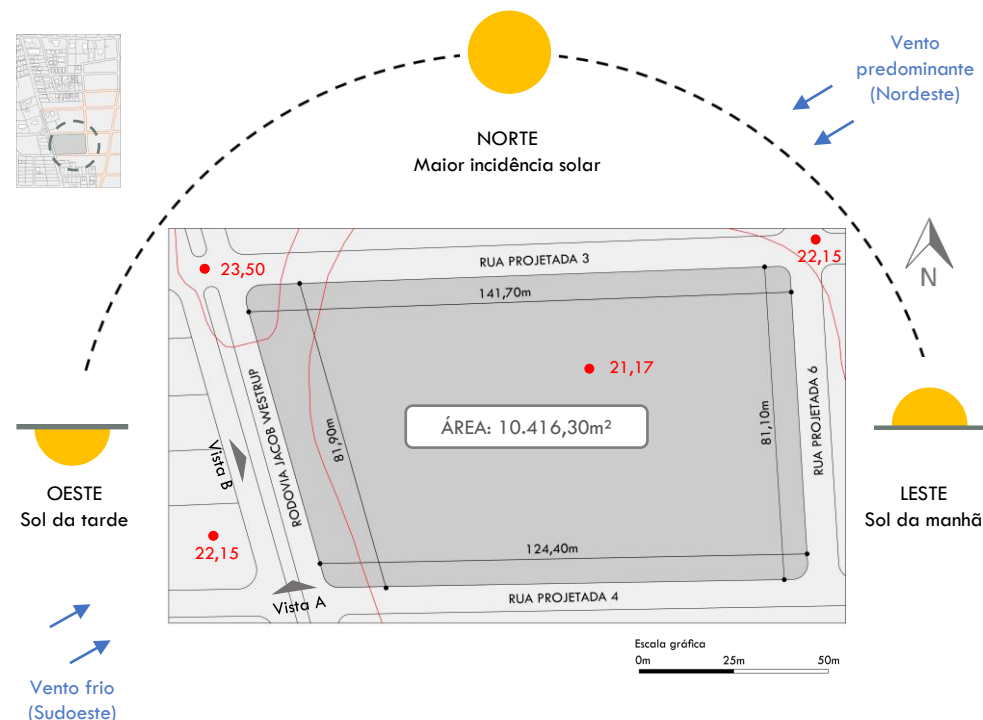 Vento
predominante
(Nordeste)
NORTE
Maior incidência solar
23,50
RUA PROJETADA 3
22,15
N
141,70m
21,17
RODOVIA JACOB WESTRUP
81,90m
ÁREA: 10.416,30m²
81,10m
RUA PROJETADA 6
Vista B
OESTE
Sol da tarde
LESTE
Sol da manhã
22,15
124,40m
Vista A
RUA PROJETADA 4
Escala gráfica
0m 25m 50m
Vento frio
(Sudoeste)